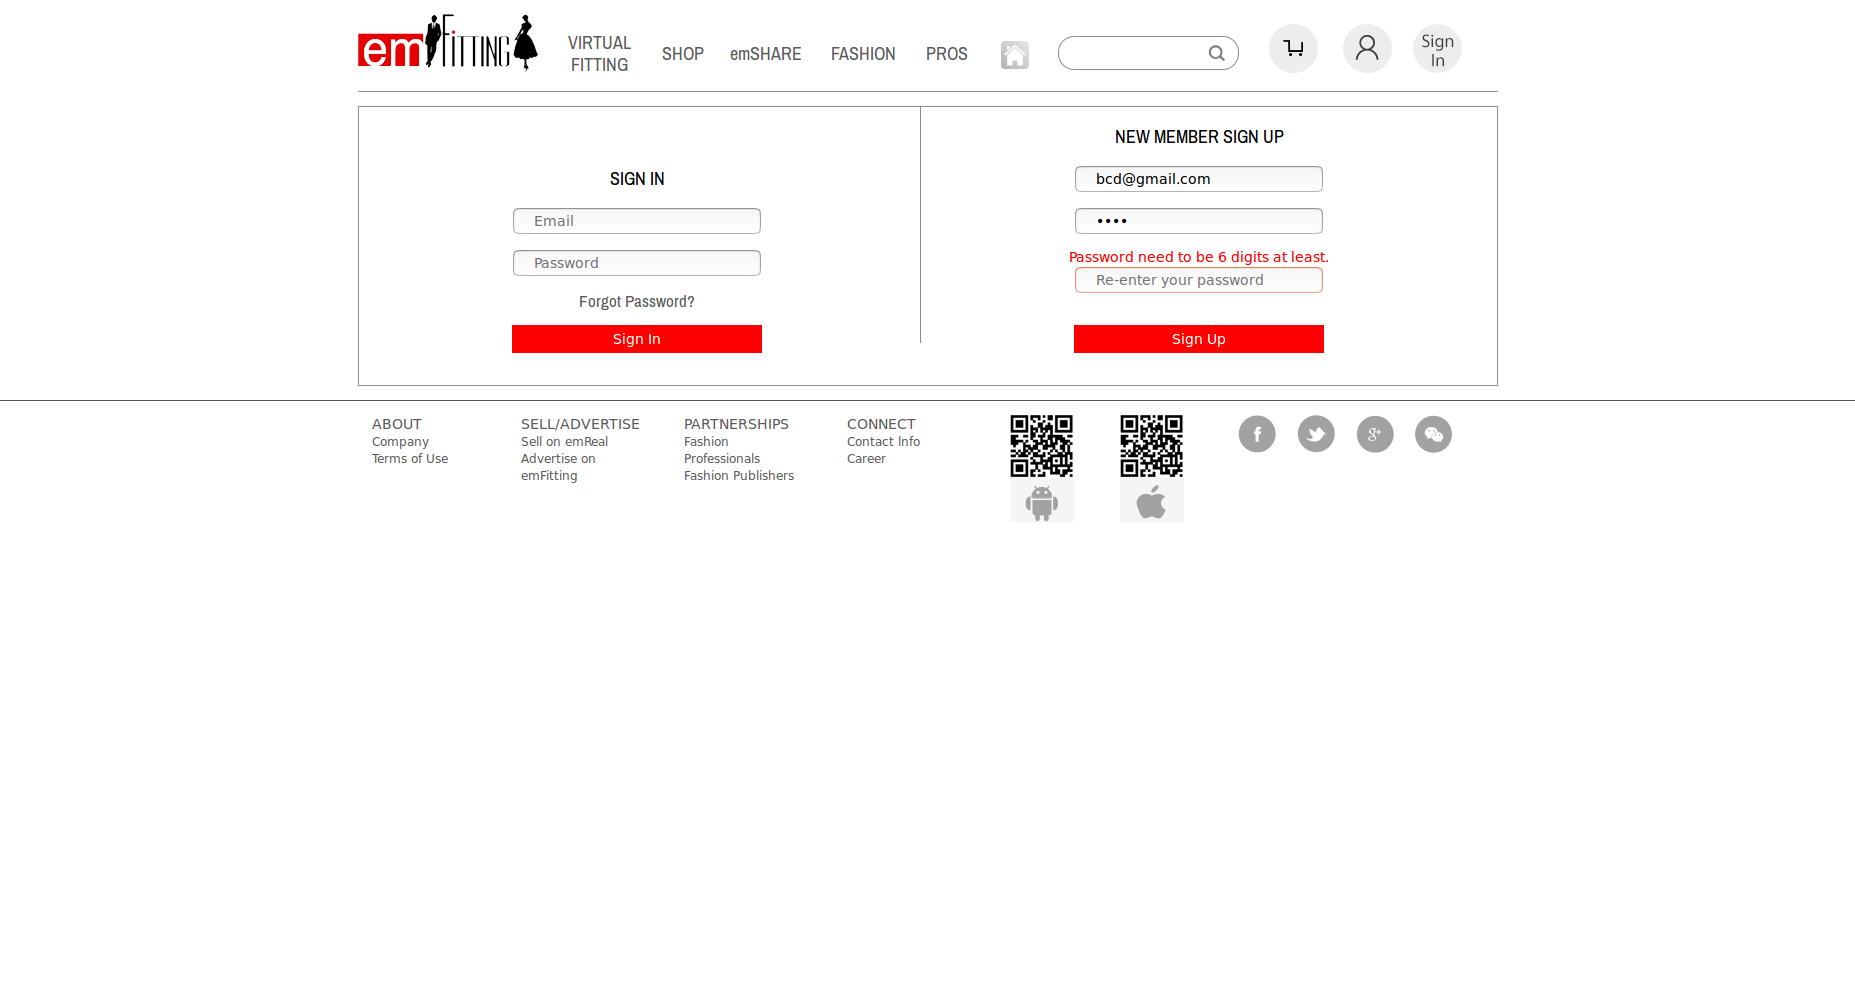 em FITTING
VIRTUAL
FITTING
SHOP
emSHARE
FASHION
PROS
Sign
In
SIGN IN
Email
Password
Forgot Password?
Sign In
NEW MEMBER SIGN UP
bcd@gmail.com
••••
Password need to be 6 digits at least.
Re-enter your password
Sign Up
ABOUT
Company
Terms of Use
SELL/ADVERTISE
Sell on emReal
Advertise on
emFitting
PARTNERSHIPS
Fashion
Professionals
Fashion Publishers
CONNECT
Contact Info
Career
f
g+